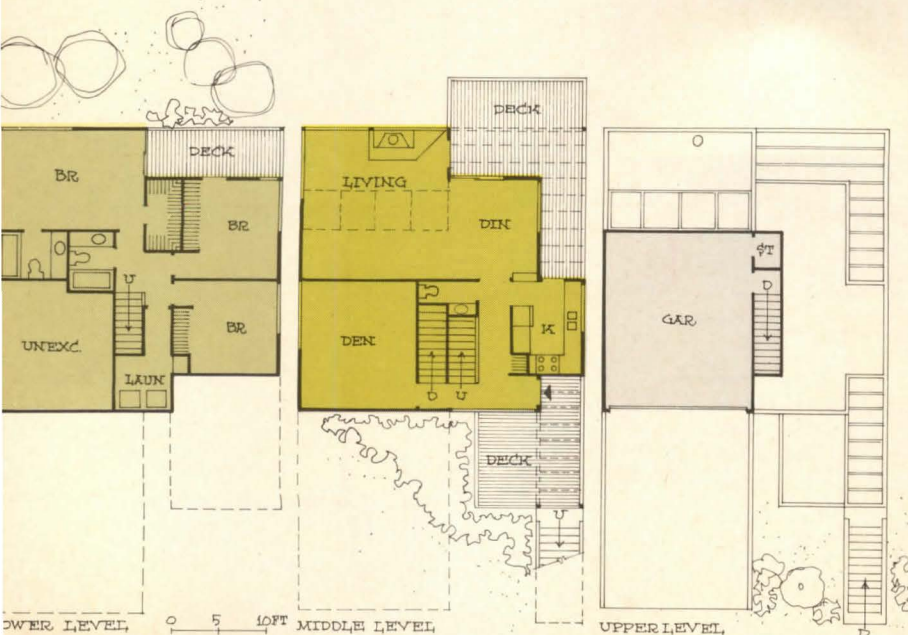 BR
DECK
BR
U
UNEXC.
BR
LAUN
OWER LEVEL
0 5 10FT
DECK
LIVING
DIN
DEN
K
D U
DECK
U
MIDDLE LEVEL
ST
D
GAR
UPPER LEVEL
D